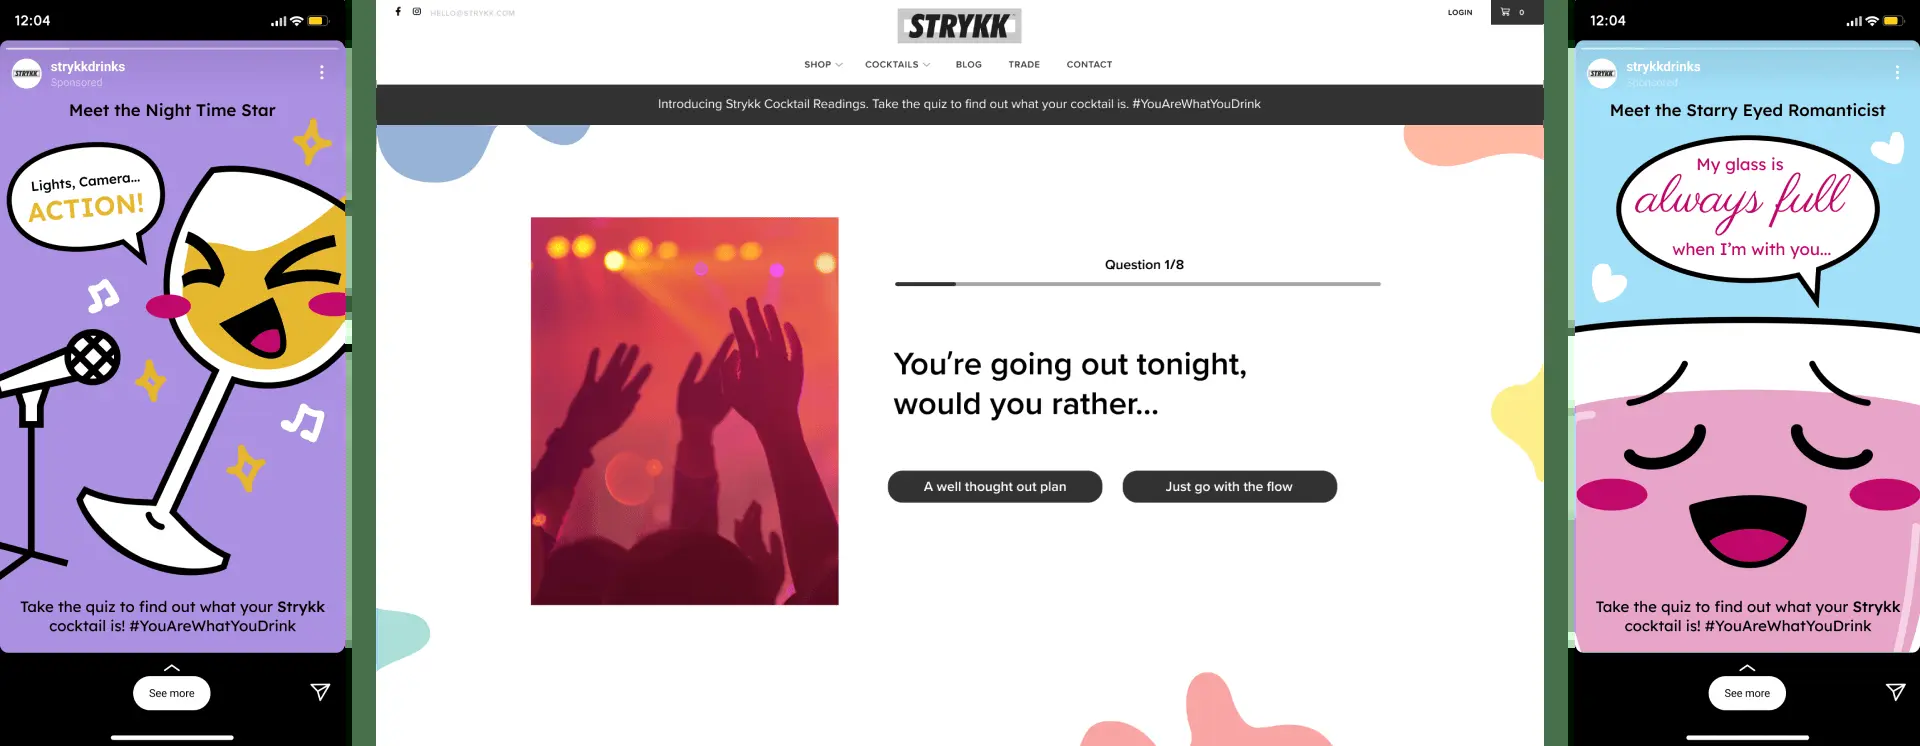 12:04
STRYKK
strykkdrinks
Sponsored
Meet the Night Time Star
Lights, Camera...
ACTION!
Take the quiz to find out what your Strykk
cocktail is! #YouAreWhatYouDrink
See more
HELLO@STRYKK.COM
STRYKK
LOGIN
0
SHOP
COCKTAILS
BLOG
TRADE
CONTACT
Introducing Strykk Cocktail Readings. Take the quiz to find out what your cocktail is. #YouAreWhatYouDrink
Question 1/8
You're going out tonight,
would you rather...
A well thought out plan
Just go with the flow
12:04
STRYKK
strykkdrinks
Sponsored
Meet the Starry Eyed Romanticist
My glass is
always full
when I'm with you...
Take the quiz to find out what your Strykk
cocktail is! #YouAreWhatYouDrink
See more